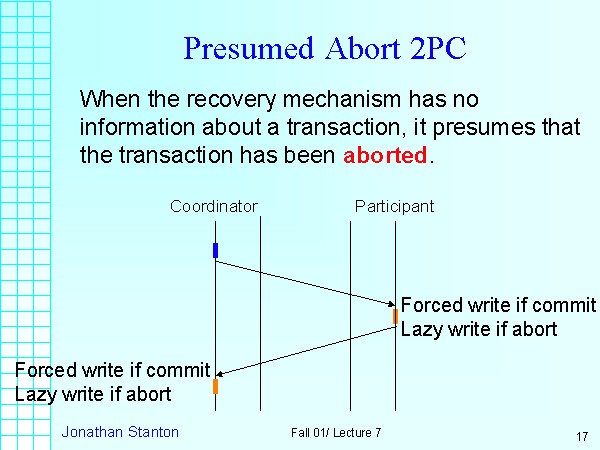 Presumed Abort 2PC
When the recovery mechanism has no
information about a transaction, it presumes that
the transaction has been aborted.
Coordinator
Participant
Forced write if commit
Lazy write if abort
Forced write if commit
Lazy write if abort
Jonathan Stanton
Fall 01/ Lecture 7
17